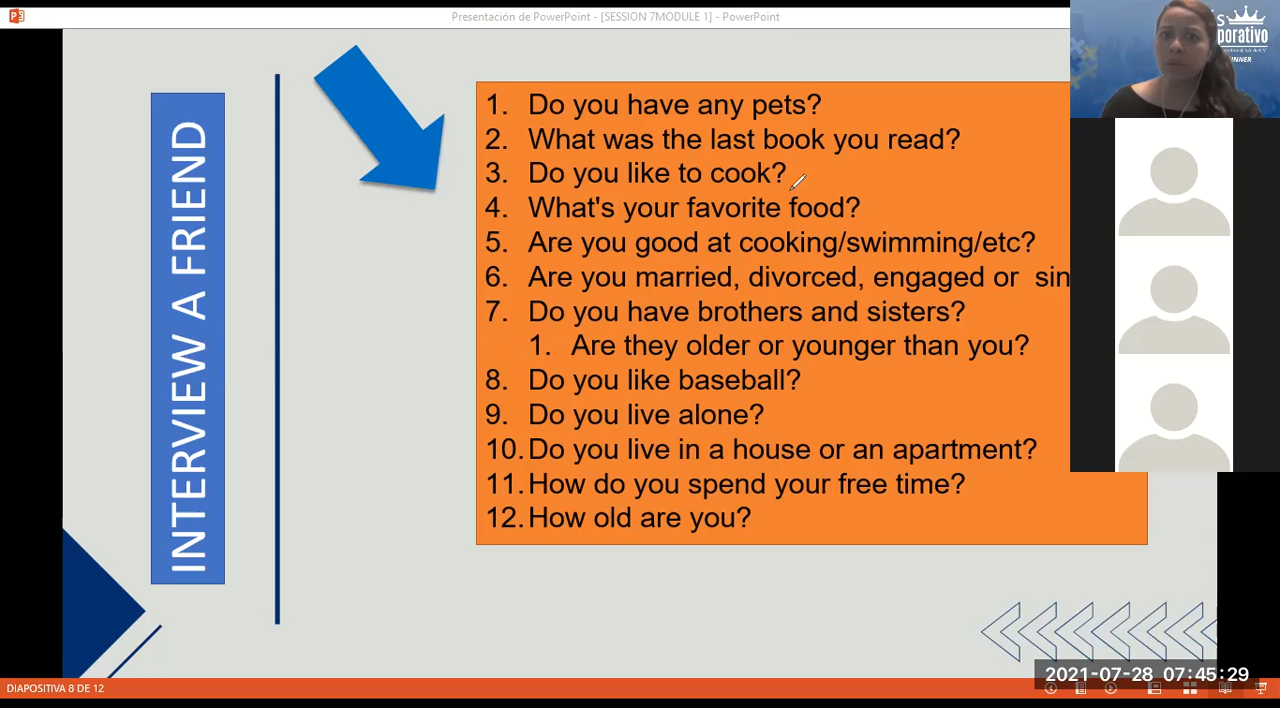 Presentación de PowerPoint - [SESSION 7MODULE 1] - PowerPoint
porativo
INTERVIEW A FRIEND
1. Do you have any pets?
2. What was the last book you read?
3. Do you like to cook?
4. What's your favorite food?
5. Are you good at cooking/swimming/etc?
6. Are you married, divorced, engaged or sin
7. Do you have brothers and sisters?
1. Are they older or younger than you?
8. Do you like baseball?
9. Do you live alone?
10. Do you live in a house or an apartment?
11. How do you spend your free time?
12. How old are you?
2021-07-28 07:45:29
DIAPOSITIVA 8 DE 12